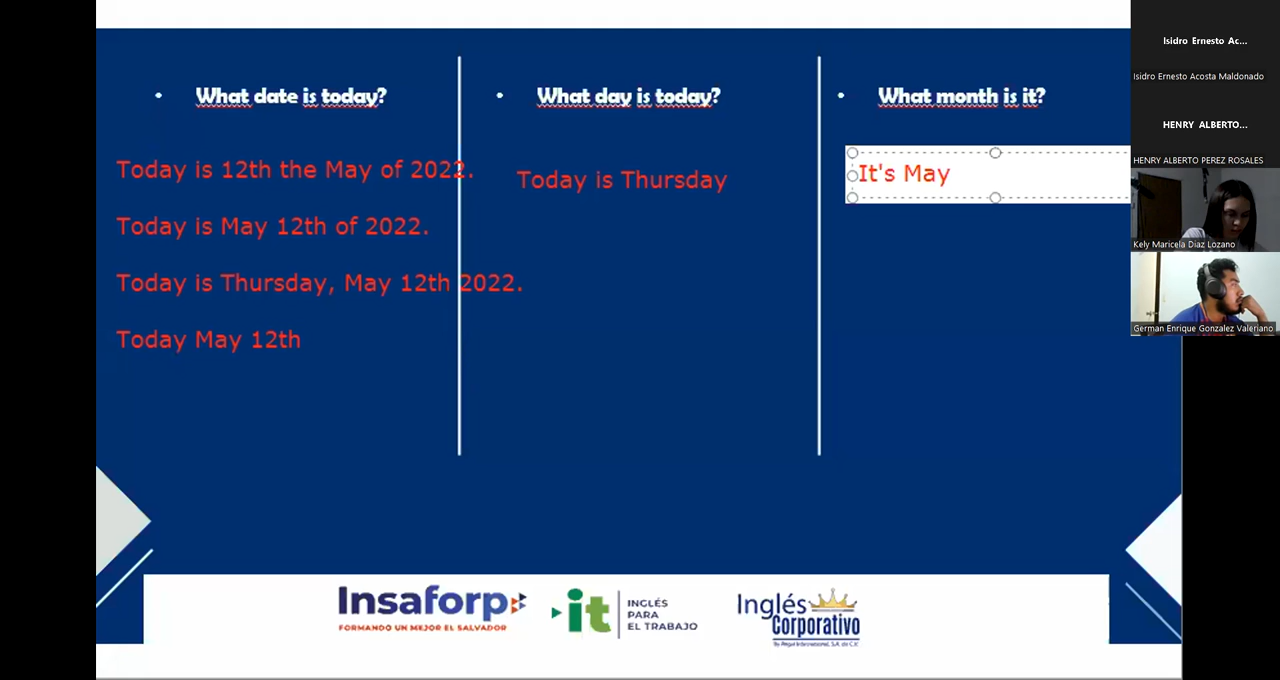 What date is today?
Today is 12th the May of 2022.
Today is May 12th of 2022.
Today is Thursday, May 12th 2022.
Today May 12th
What day is today?
Today is Thursday
What month is it?
It's May
Isidro Ernesto Ac...
Isidro Ernesto Acosta Maldonado
HENRY ALBERTO...
HENRY ALBERTO PEREZ ROSALES
Kely Maricela Diaz Lozano
German Enrique Gonzalez Valeriano
Insaforp
FORMANDO UN MEJOR EL SALVADOR
it
INGLÉS
PARA
EL TRABAJO
Inglés
Corporativo